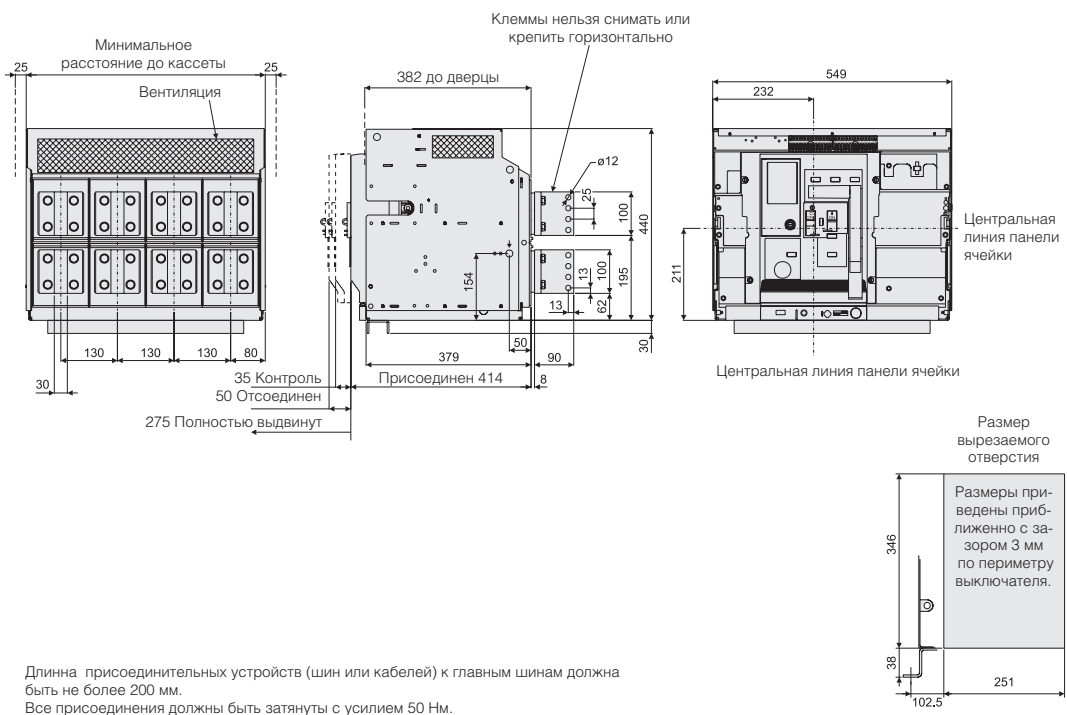 Клеммы нельзя снимать или
крепить горизонтально
Минимальное
расстояние до кассеты
25
25
Вентиляция
382 до дверцы
549
232
ø12
25
100
440
195
100
13
62
13
154
50
30
211
Центральная
линия панели
ячейки
130
130
130
80
30
379
90
35 Контроль
Присоединен 414
8
50 Отсоединен
275 Полностью выдвинут
Центральная линия панели ячейки
Размер
вырезаемого
отверстия
Размеры при-
ведены приб-
лиженно с за-
зором 3 мм
по периметру
выключателя.
346
38
102.5
251
Длинна присоединительных устройств (шин или кабелей) к главным шинам должна
быть не более 200 мм.
Все присоединения должны быть затянуты с усилием 50 Нм.